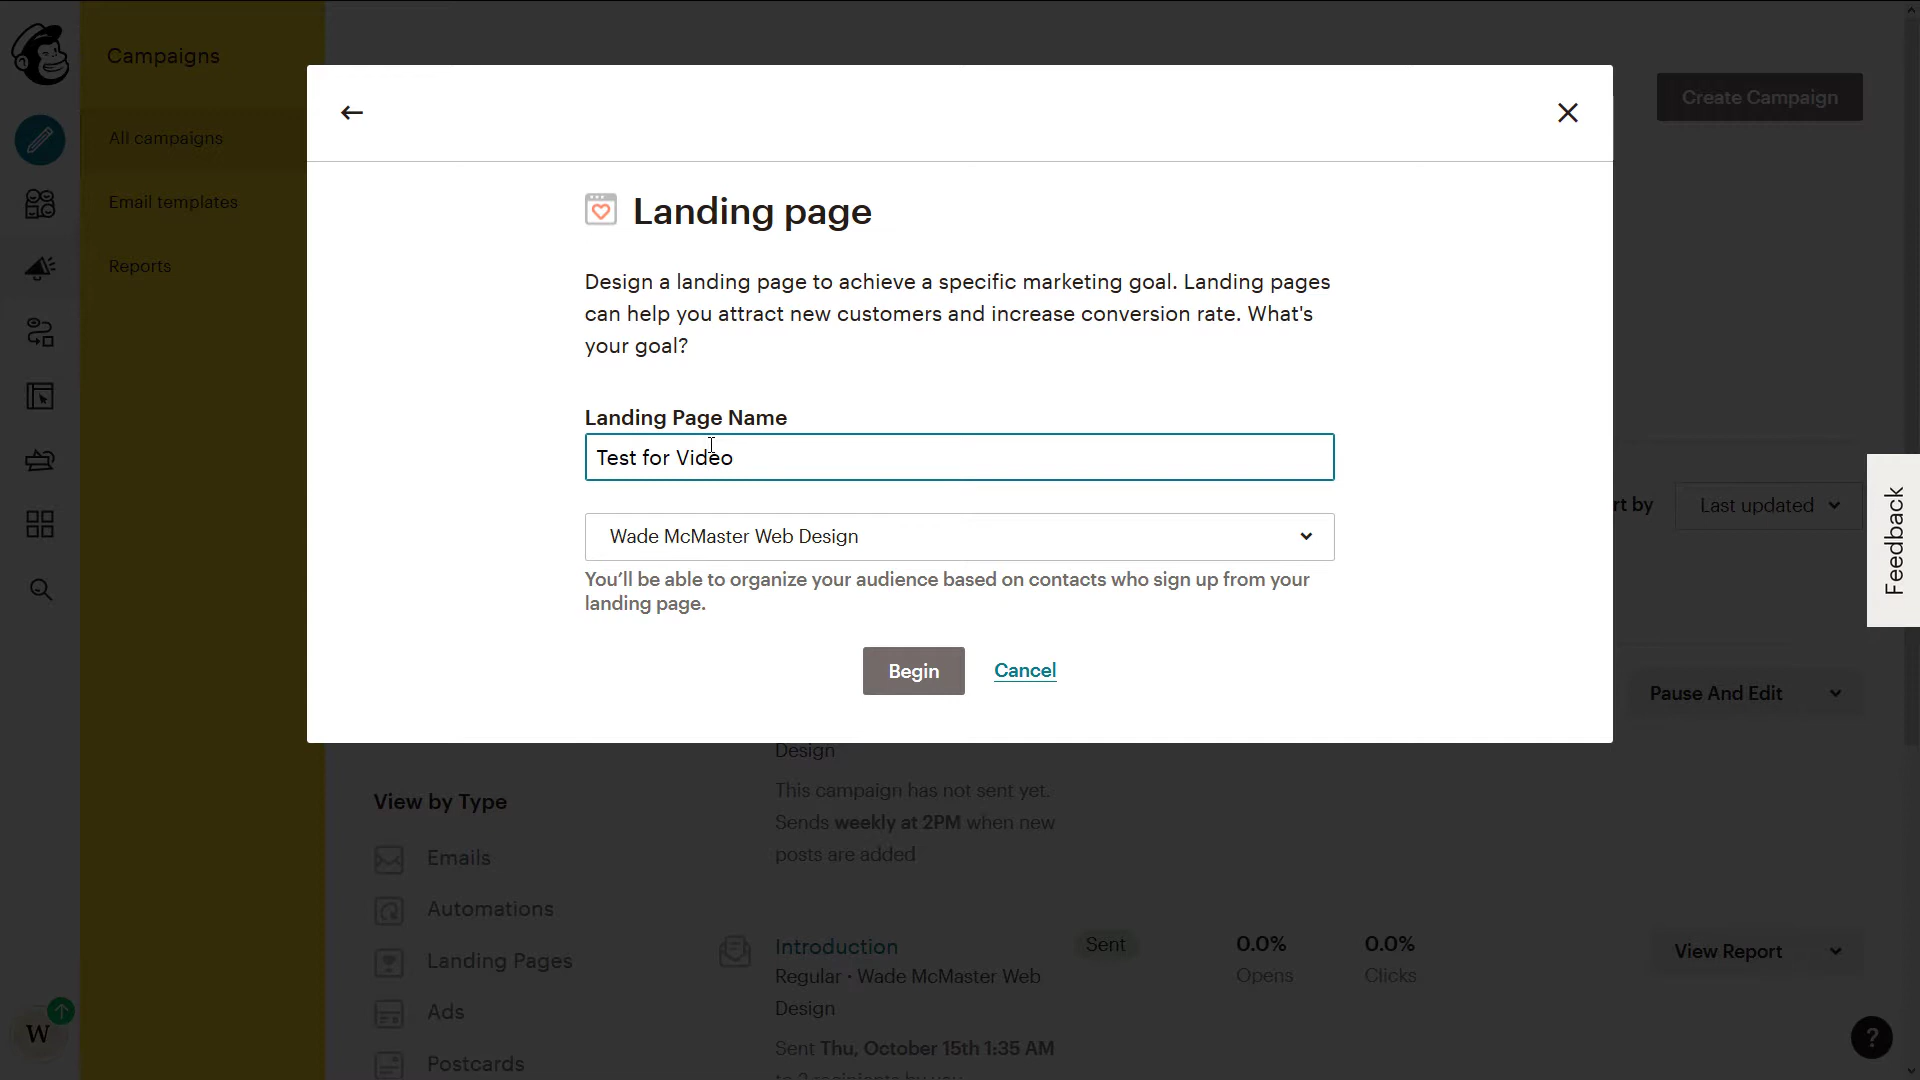 Campaigns
All campaigns
Email templates
Reports
Create Campaign
Landing page
Design a landing page to achieve a specific marketing goal. Landing pages
can help you attract new customers and increase conversion rate. What's
your goal?
Landing Page Name
Test for Video
Wade McMaster Web Design
You'll be able to organize your audience based on contacts who sign up from your
landing page.
Begin
Cancel
rt by
Last updated
Feedback
Pause And Edit
Design
This campaign has not sent yet.
Sends weekly at 2PM when new
posts are added
View by Type
Emails
Automations
Landing Pages
Ads
Postcards
Introduction
Regular · Wade McMaster Web
Design
Sent Thu, October 15th 1:35 AM
to 2 recipients by you
Sent
0.0%
Opens
0.0%
Clicks
View Report
W
?